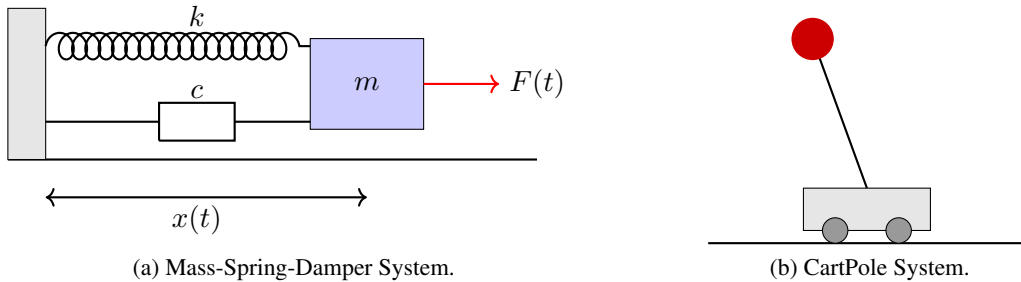 k
m
F(t)
c
x(t)
(a) Mass-Spring-Damper System.
(b) CartPole System.